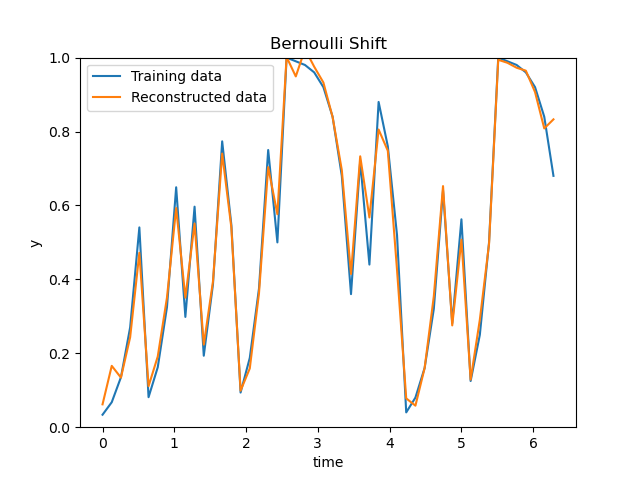 Bernoulli Shift
Training data
Reconstructed data
y
1.0
0.8
0.6
0.4
0.2
0.0
0 1 2 3 4 5 6
time